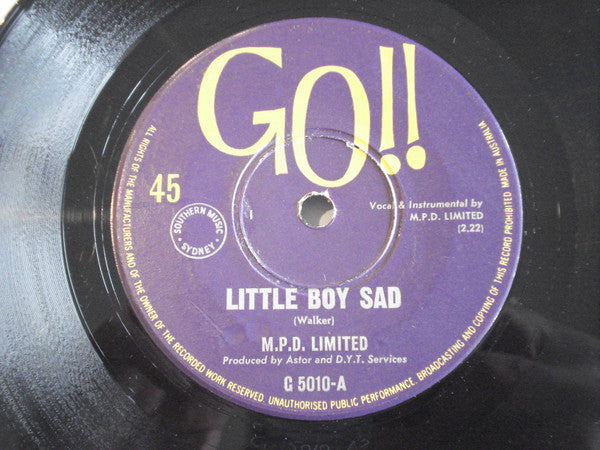 GO!!
45
SOUTHERN MUSIC
• SYDNEY •
Vocal & Instrumental by
M.P.D. LIMITED
(2.22)
LITTLE BOY SAD
(Walker)
M.P.D. LIMITED
Produced by Astor and D.Y.T. Services
G 5010-A
ALL RIGHTS OF THE MANUFACTURERS AND OF THE OWNER OF THE RECORDED WORK RESERVED. UNAUTHORISED PUBLIC PERFORMANCE. BROADCASTING AND COPYING OF THIS RECORD PROHIBITED. MADE IN AUSTRALIA